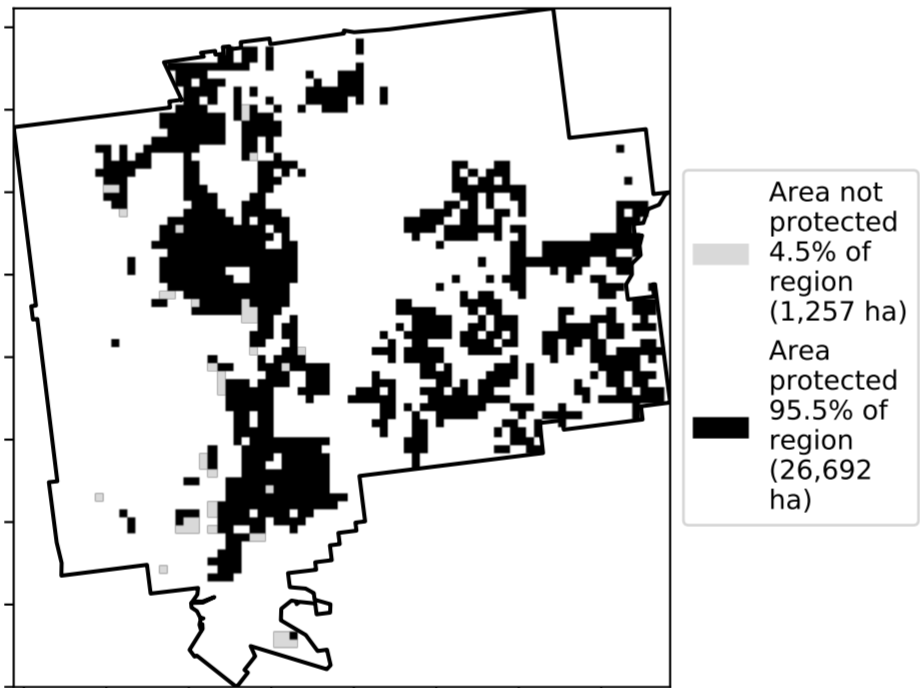 Area not
protected
4.5% of
region
(1,257 ha)
Area
protected
95.5% of
region
(26,692
ha)